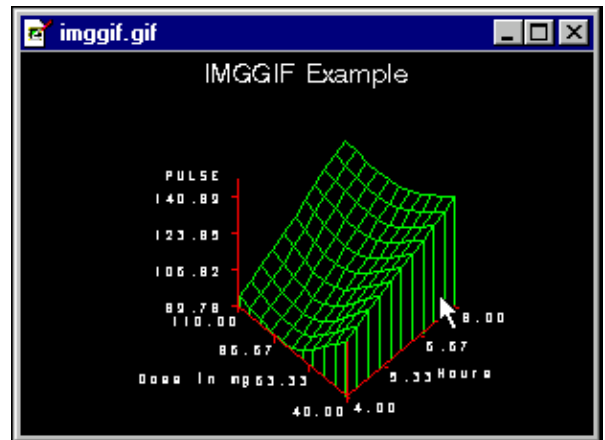 imggif.gif
IMGGIF Example
PULSE
140.89
123.85
106.82
89.78
110.00
86.67
Dose In mg 63.33
40.00
4.00
5.33
Hours
6.67
8.00